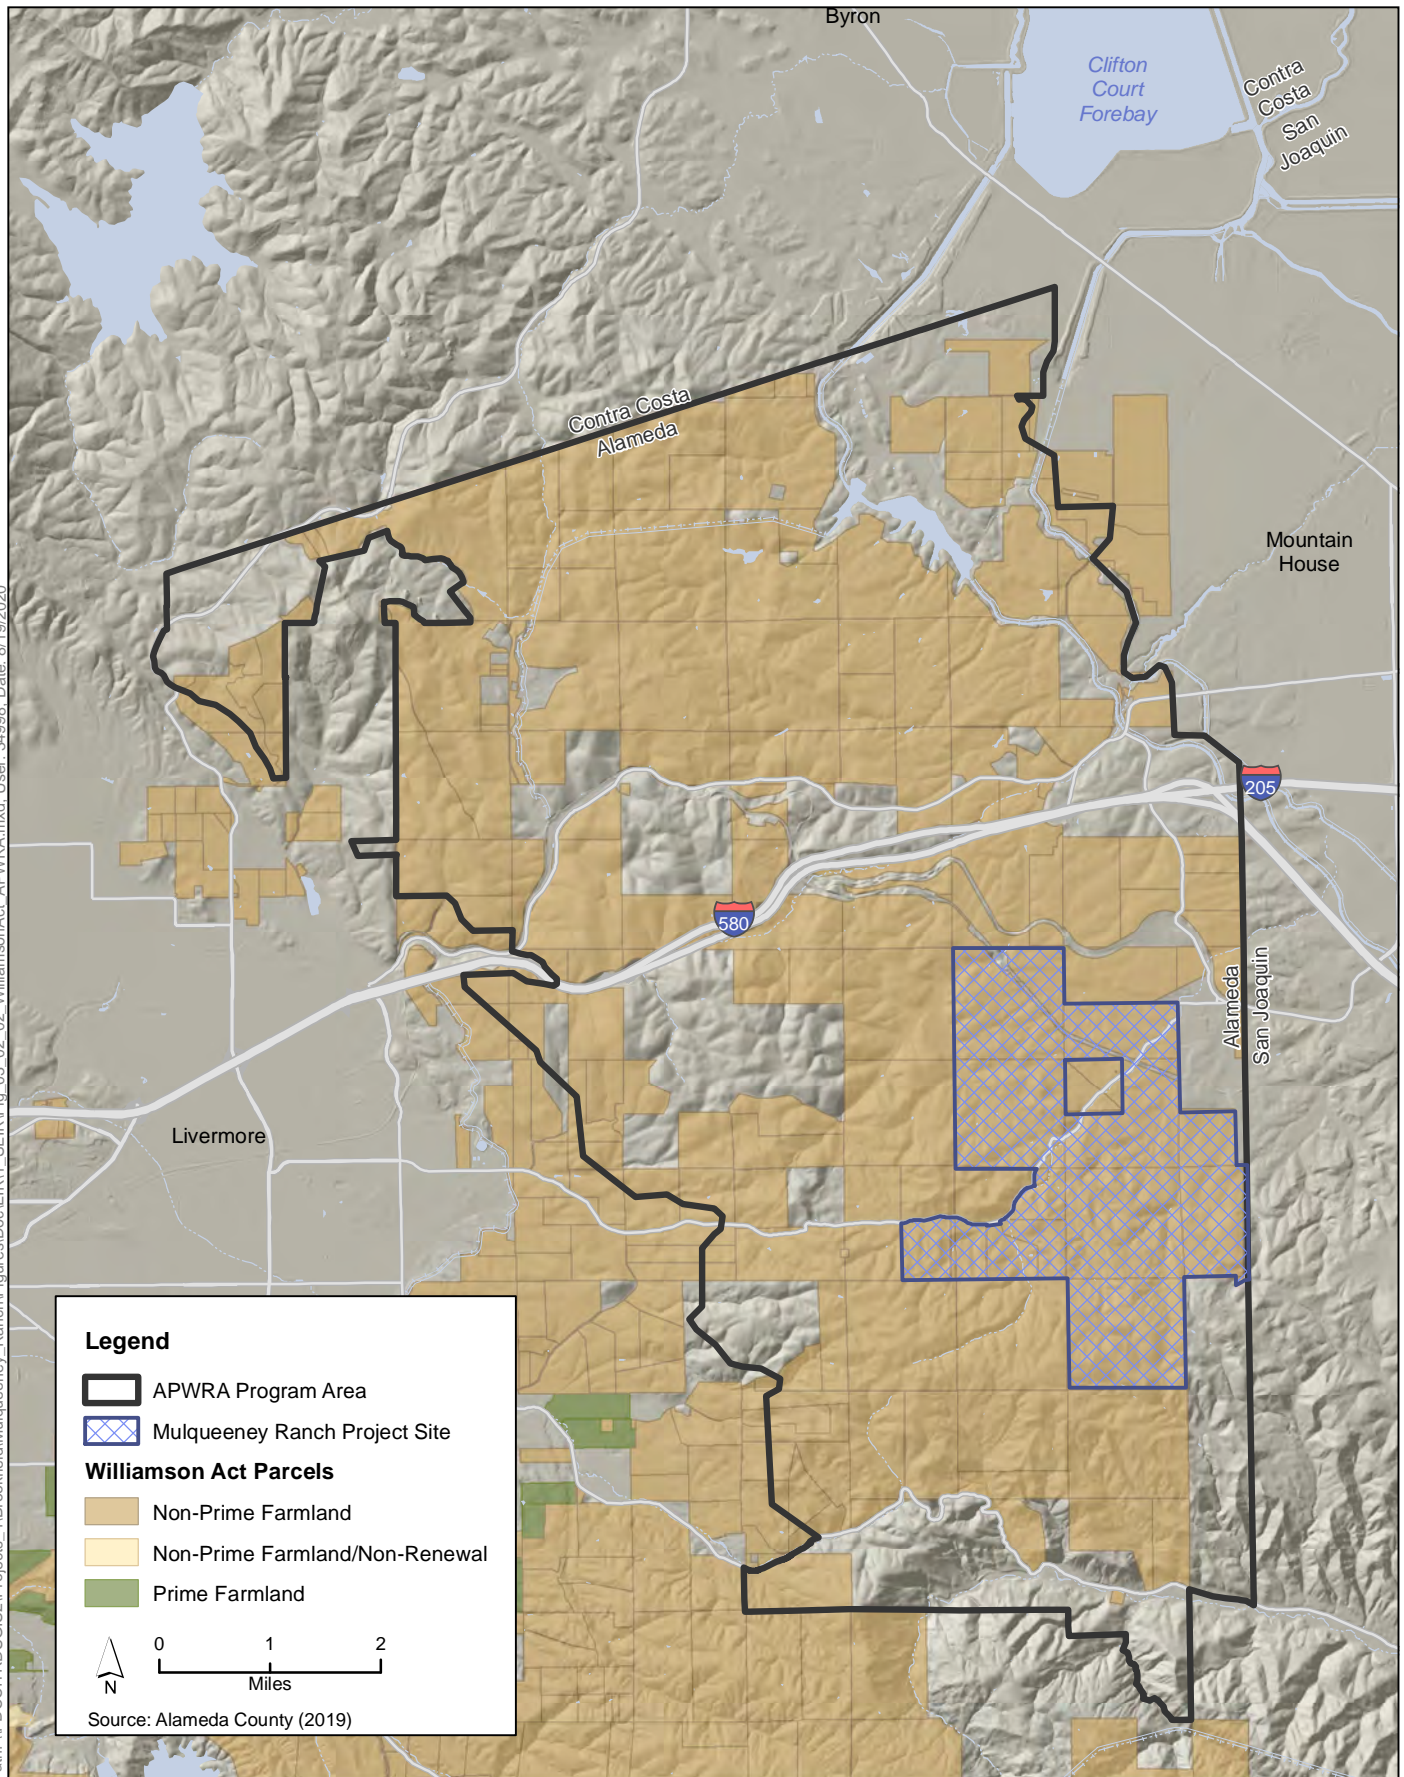 Byron
Clifton
Court
Forebay
Contra
Costa
San
Joaquin
Contra Costa
Alameda
Mountain
House
205
580
Alameda
San Joaquin
Livermore
Legend
APWRA Program Area
Mulqueeney Ranch Project Site
Williamson Act Parcels
Non-Prime Farmland
Non-Prime Farmland/Non-Renewal
Prime Farmland
N
0 1 2
Miles
Source: Alameda County (2019)